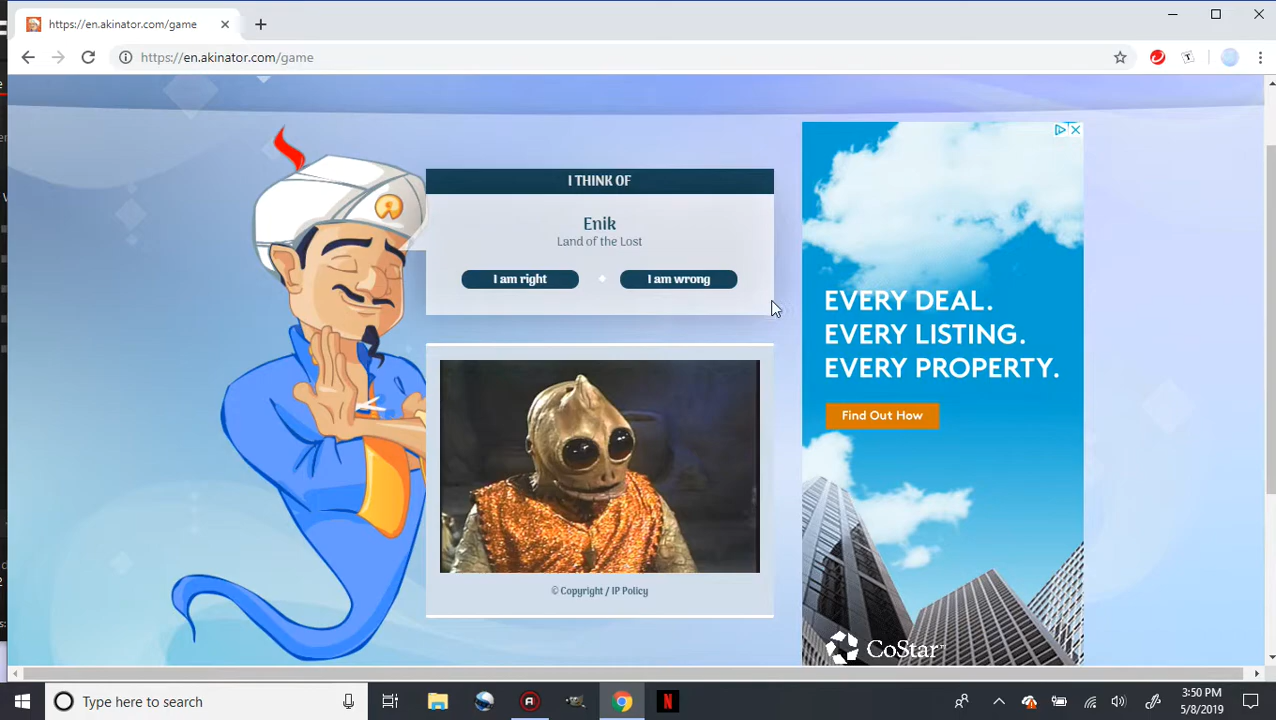 https://en.akinator.com/game
https://en.akinator.com/game
T
I THINK OF
Enik
Land of the Lost
I am right
I am wrong
© Copyright / IP Policy
EVERY DEAL.
EVERY LISTING.
EVERY PROPERTY.
Find Out How
CoStar™
Type here to search
N
3:50 PM
5/8/2019